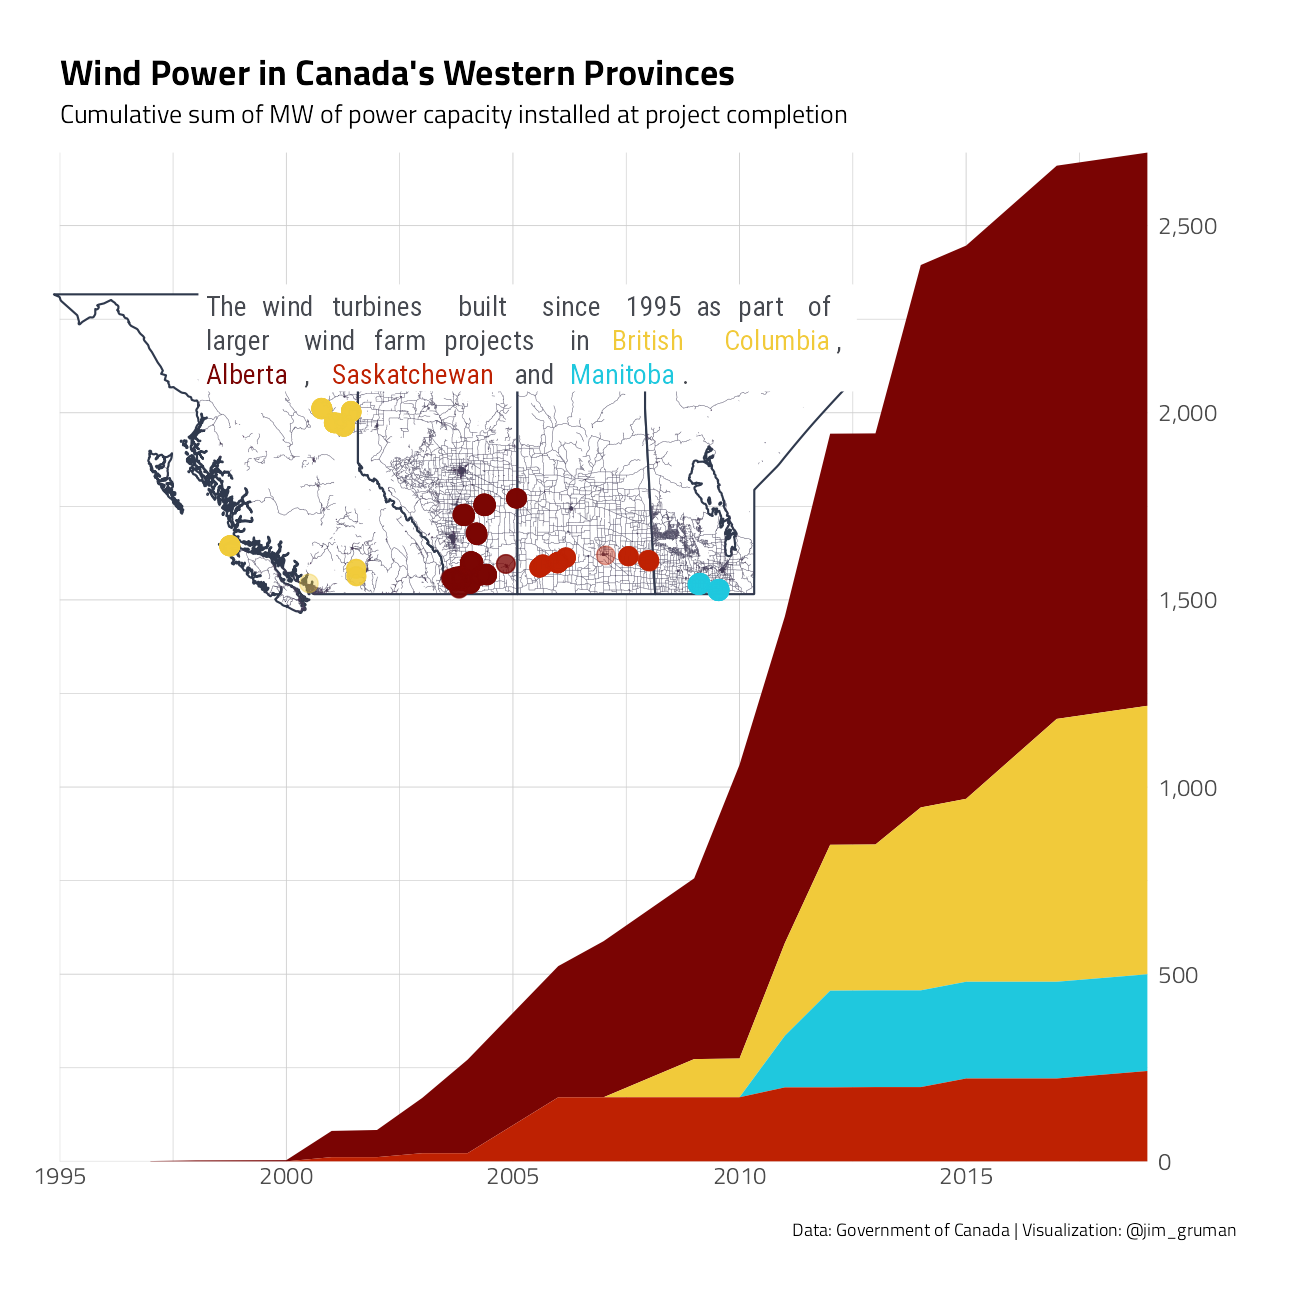 Wind Power in Canada's Western Provinces
Cumulative sum of MW of power capacity installed at project completion
The wind turbines built since 1995 as part of
larger wind farm projects in British Columbia ,
Alberta , Saskatchewan and Manitoba .
2,500
2,000
1,500
1,000
500
0
1995 2000 2005 2010 2015
Data: Government of Canada | Visualization: @jim_gruman